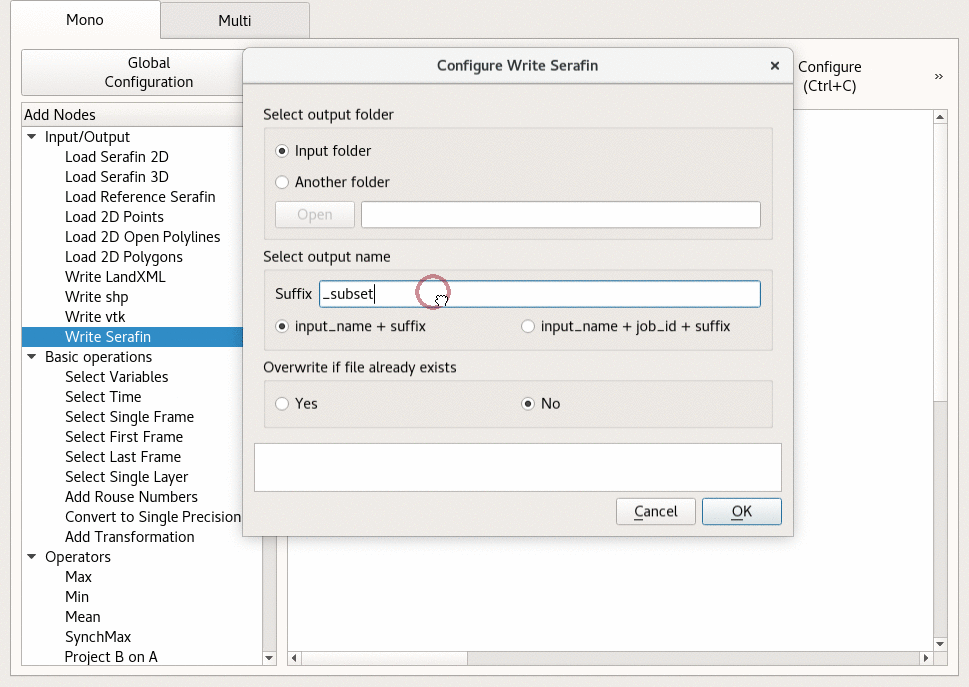 Mono
Multi
Global
Configuration
Configure
(Ctrl+C)
»
Add Nodes
Input/Output
Load Serafin 2D
Load Serafin 3D
Load Reference Serafin
Load 2D Points
Load 2D Open Polylines
Load 2D Polygons
Write LandXML
Write shp
Write vtk
Write Serafin
Basic operations
Select Variables
Select Time
Select Single Frame
Select First Frame
Select Last Frame
Select Single Layer
Add Rouse Numbers
Convert to Single Precision
Add Transformation
Operators
Max
Min
Mean
SynchMax
Project B on A
Configure Write Serafin
Select output folder
Input folder
Another folder
Open
Select output name
Suffix _subset
input_name + suffix
input_name + job_id + suffix
Overwrite if file already exists
Yes
No
Cancel
OK